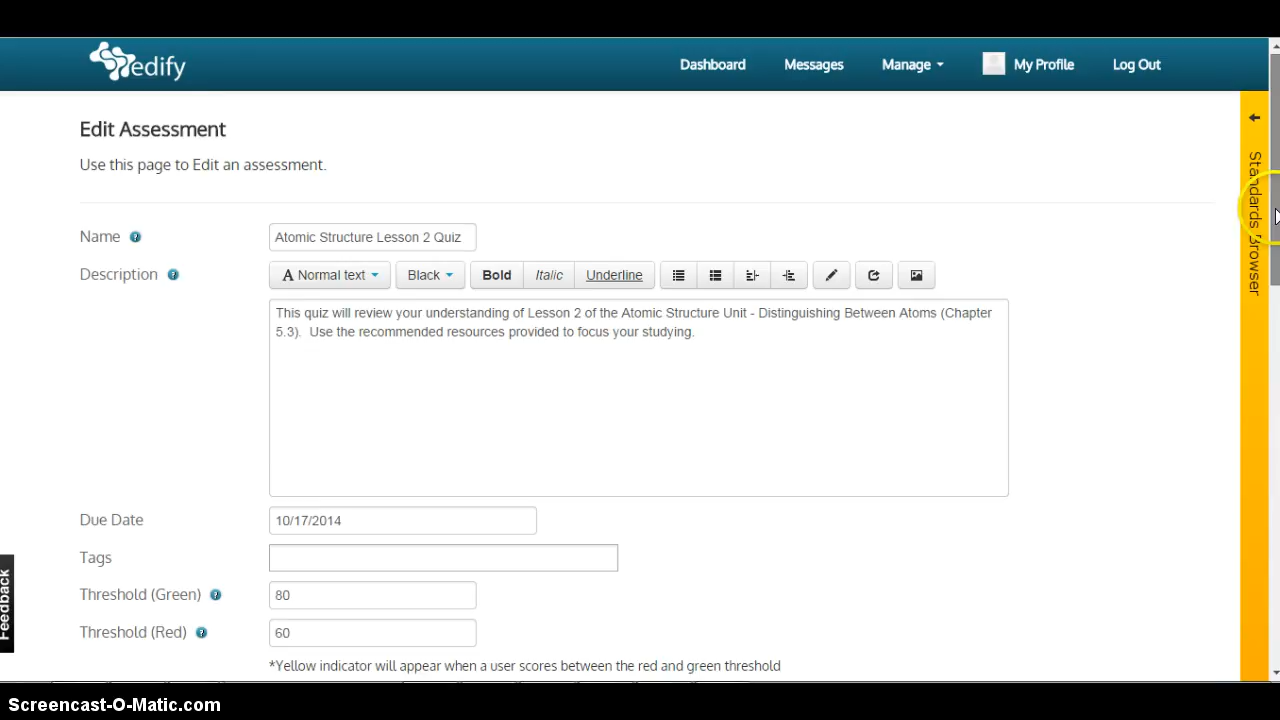 edify
Dashboard Messages Manage My Profile Log Out
Edit Assessment
Use this page to Edit an assessment.
Standards Browser
Name ? Atomic Structure Lesson 2 Quiz
Description ? A Normal text Black Bold Italic Underline
This quiz will review your understanding of Lesson 2 of the Atomic Structure Unit - Distinguishing Between Atoms (Chapter
5.3). Use the recommended resources provided to focus your studying.
Due Date 10/17/2014
Tags
Threshold (Green) ? 80
Threshold (Red) ? 60
*Yellow indicator will appear when a user scores between the red and green threshold
Feedback
Screencast-O-Matic.com